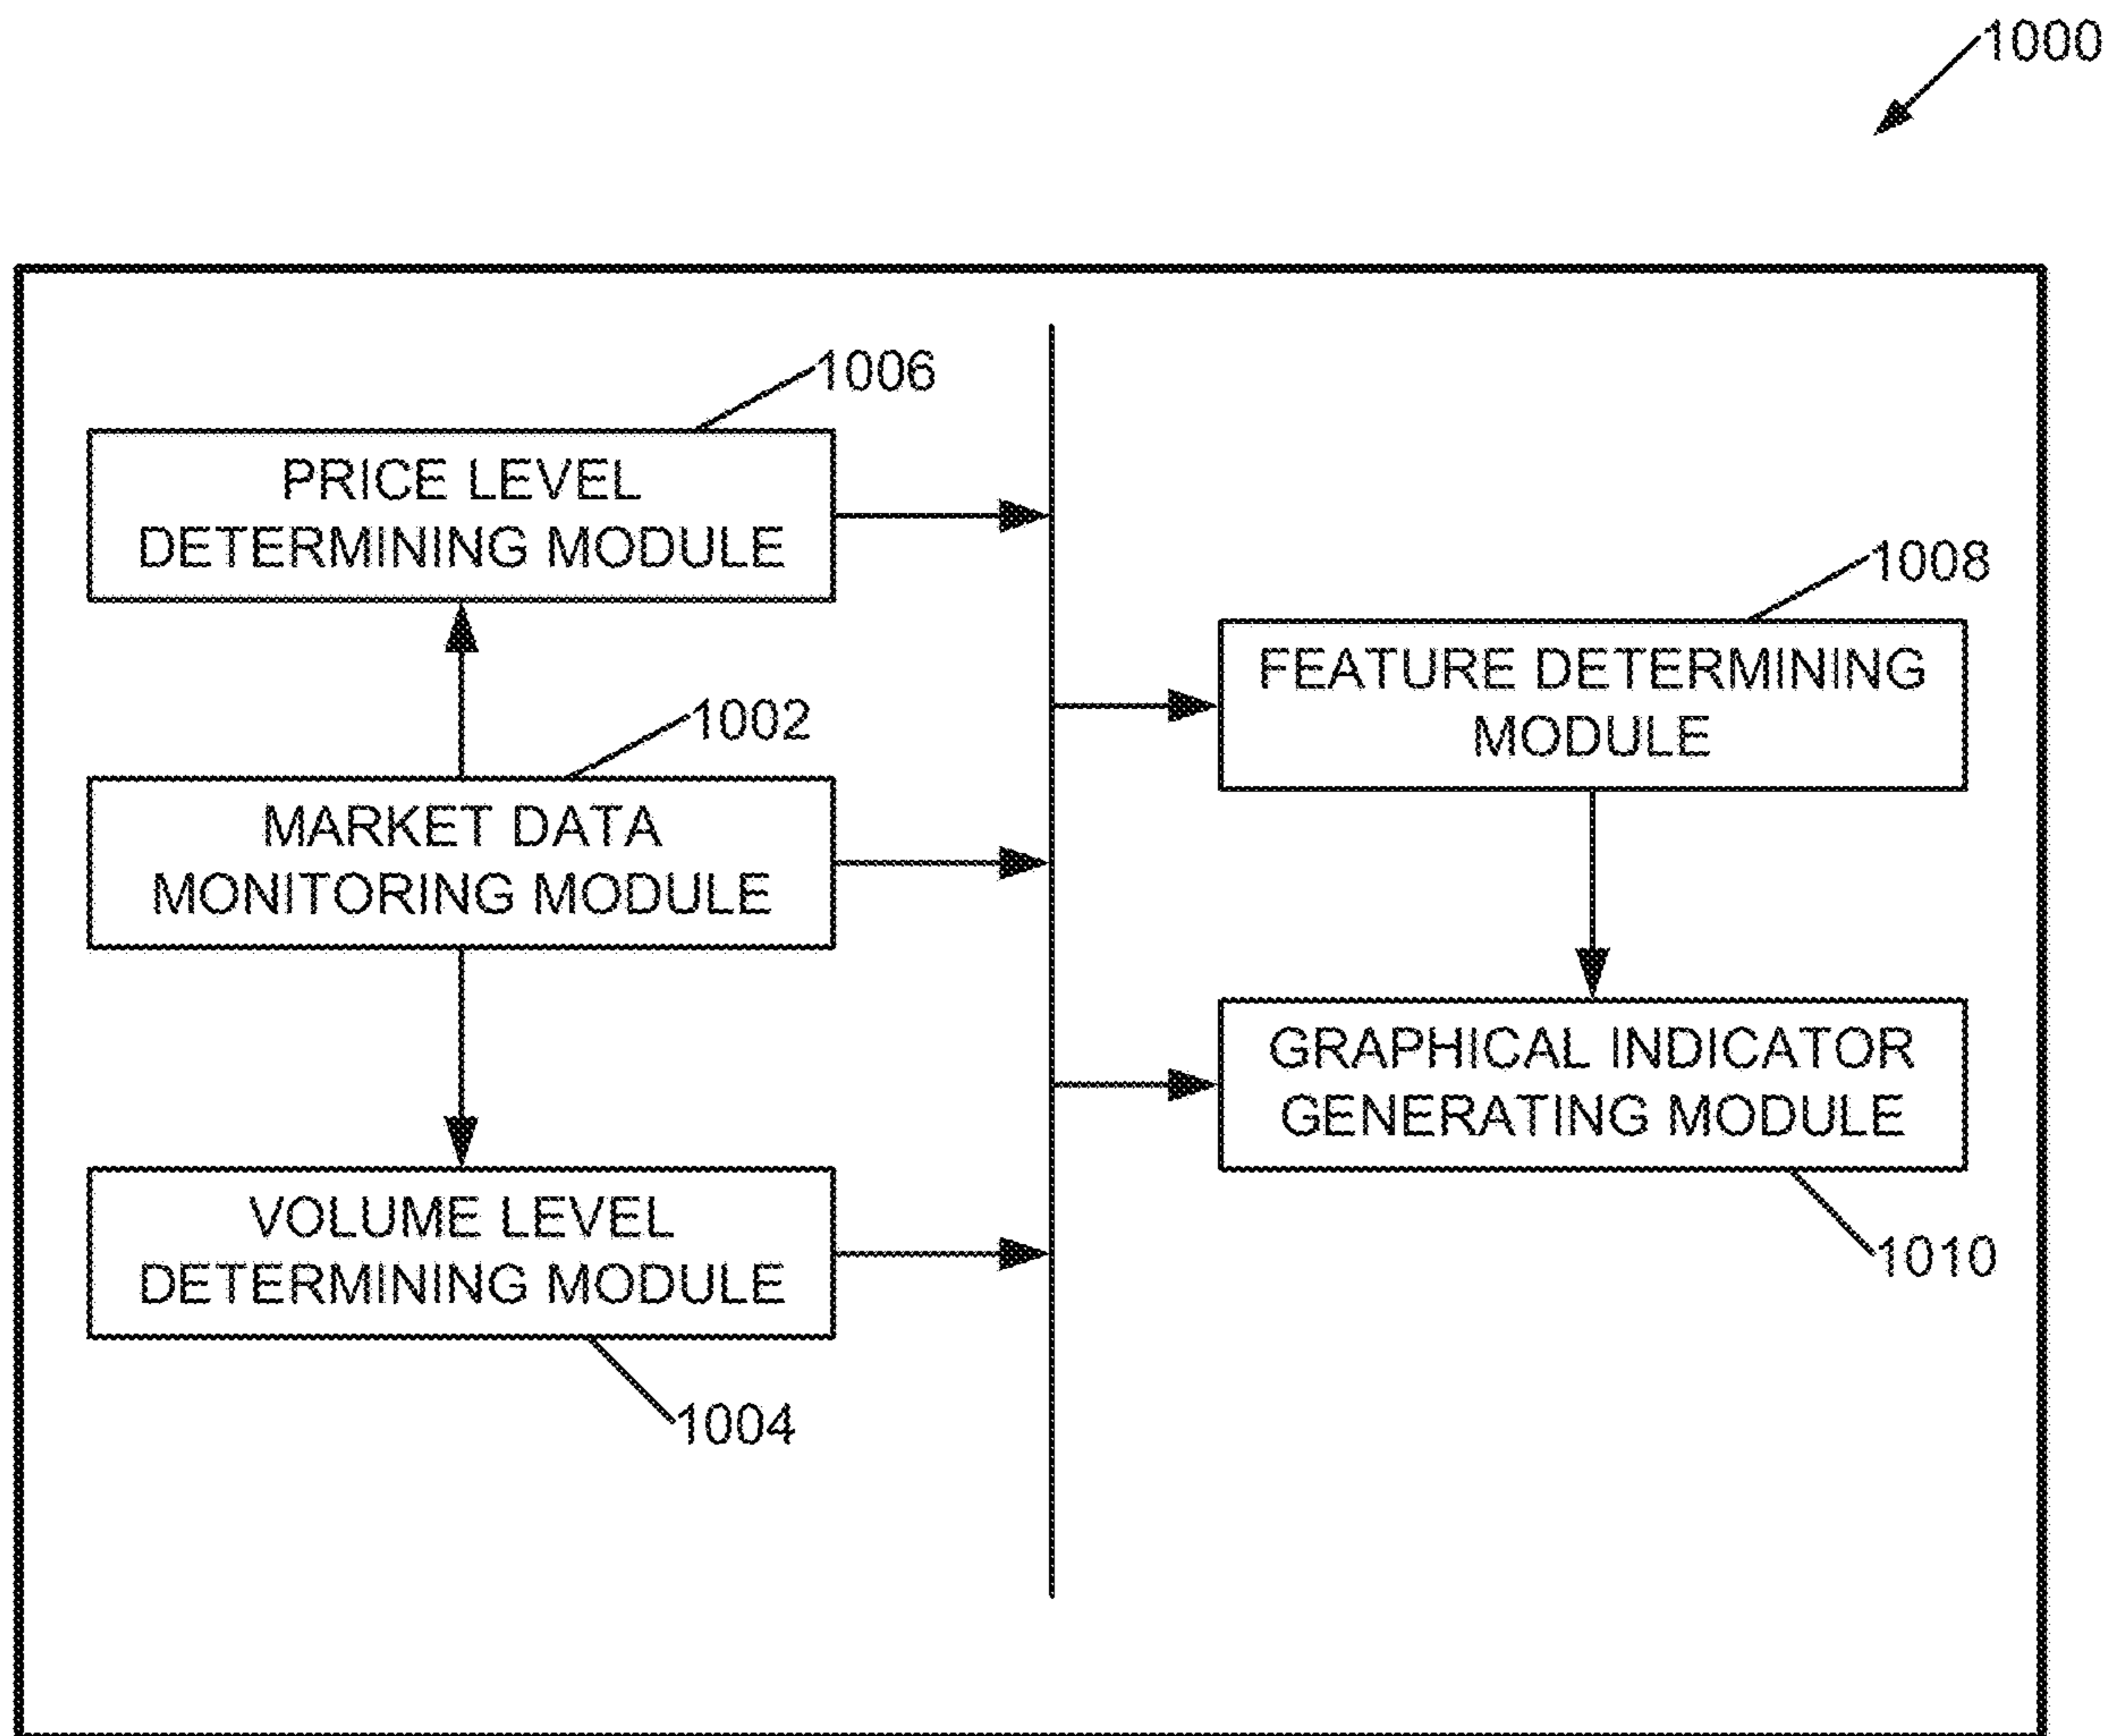 1000
1006
PRICE LEVEL
DETERMINING MODULE
1008
FEATURE DETERMINING
MODULE
1002
MARKET DATA
MONITORING MODULE
GRAPHICAL INDICATOR
GENERATING MODULE
1010
VOLUME LEVEL
DETERMINING MODULE
1004